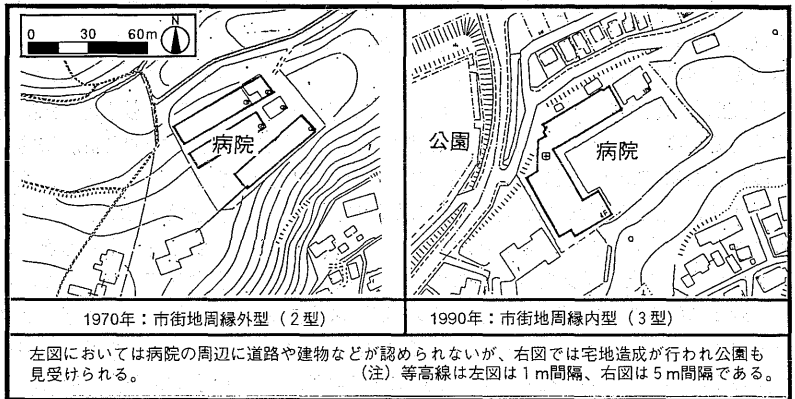 0 30 60m N
病院
公園
病院
1970年：市街地周縁外型（2型）
1990年：市街地周縁内型（3型）
左図においては病院の周辺に道路や建物などが認められないが、右図では宅地造成が行われ公園も
見受けられる。 （注）等高線は左図は1m間隔、右図は5m間隔である。